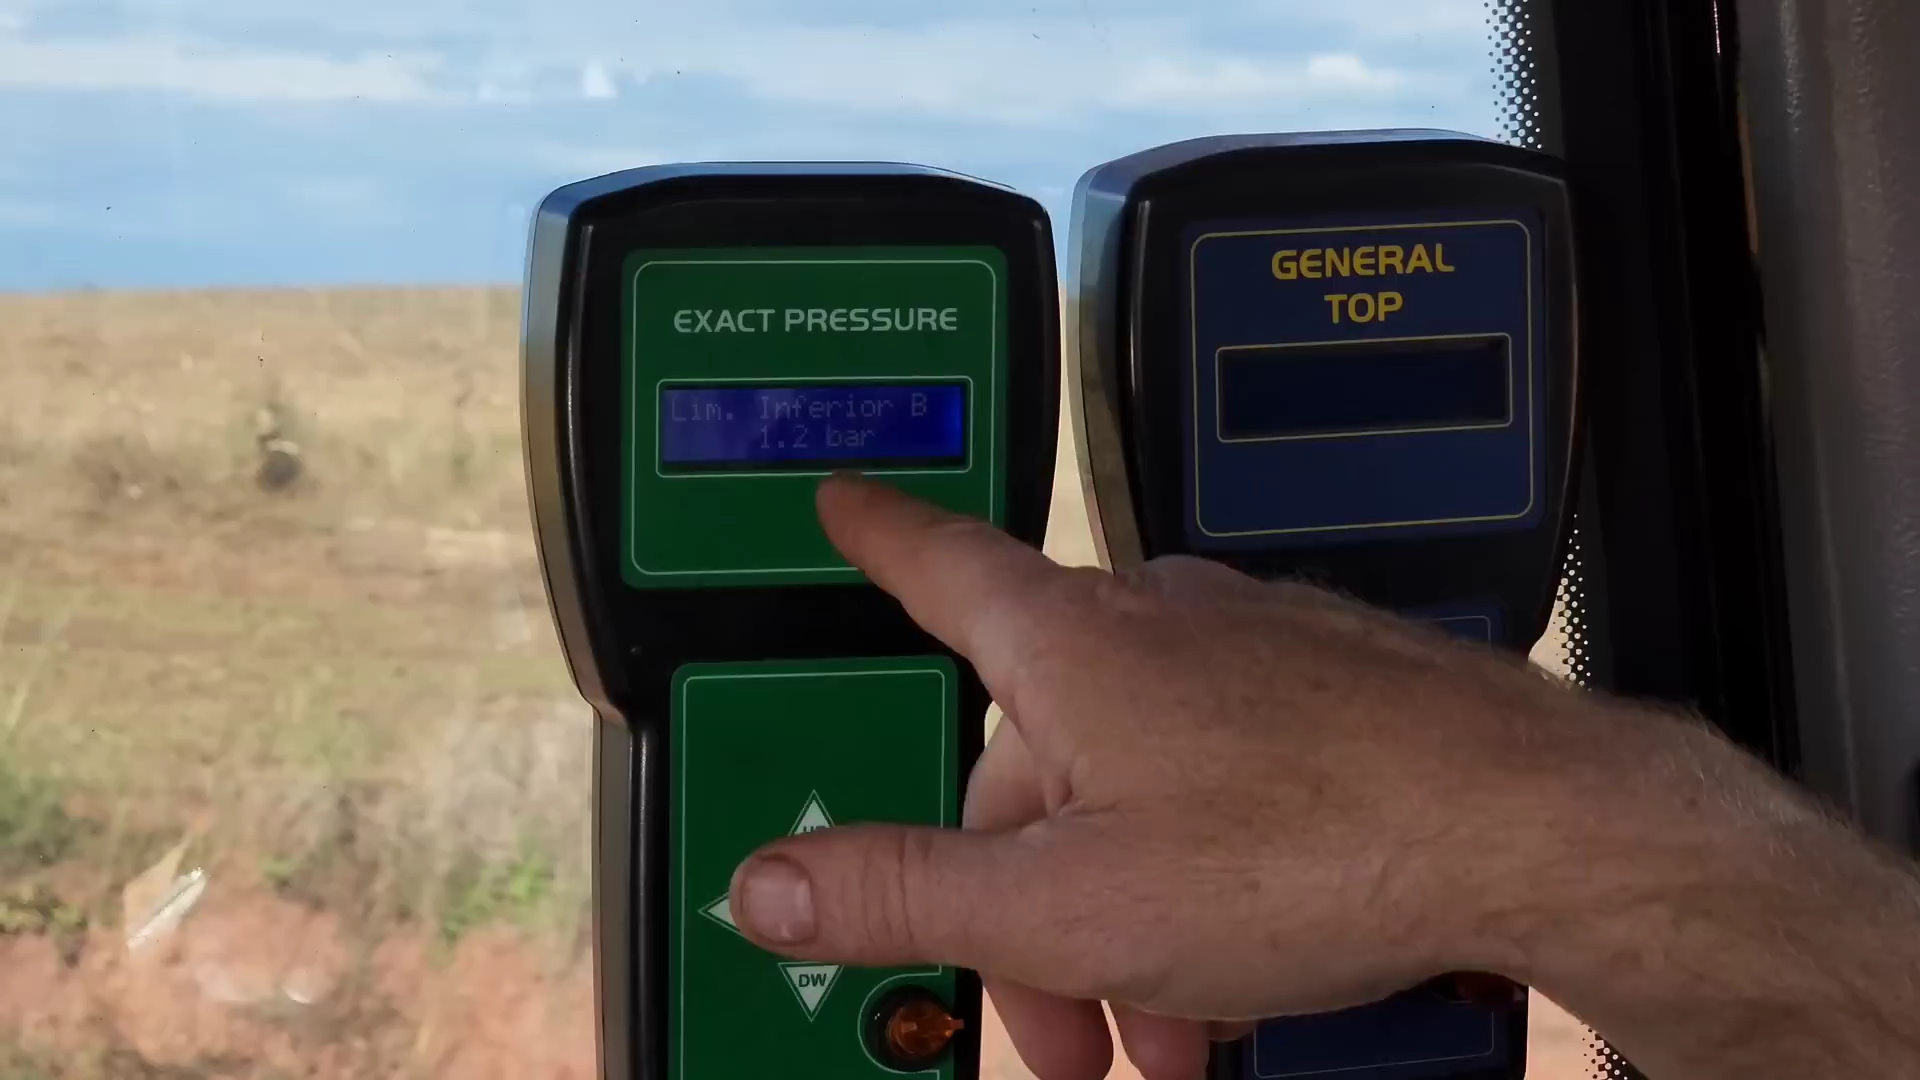 EXACT PRESSURE
Lim. Inferior B
1.2 bar
DW
GENERAL
TOP